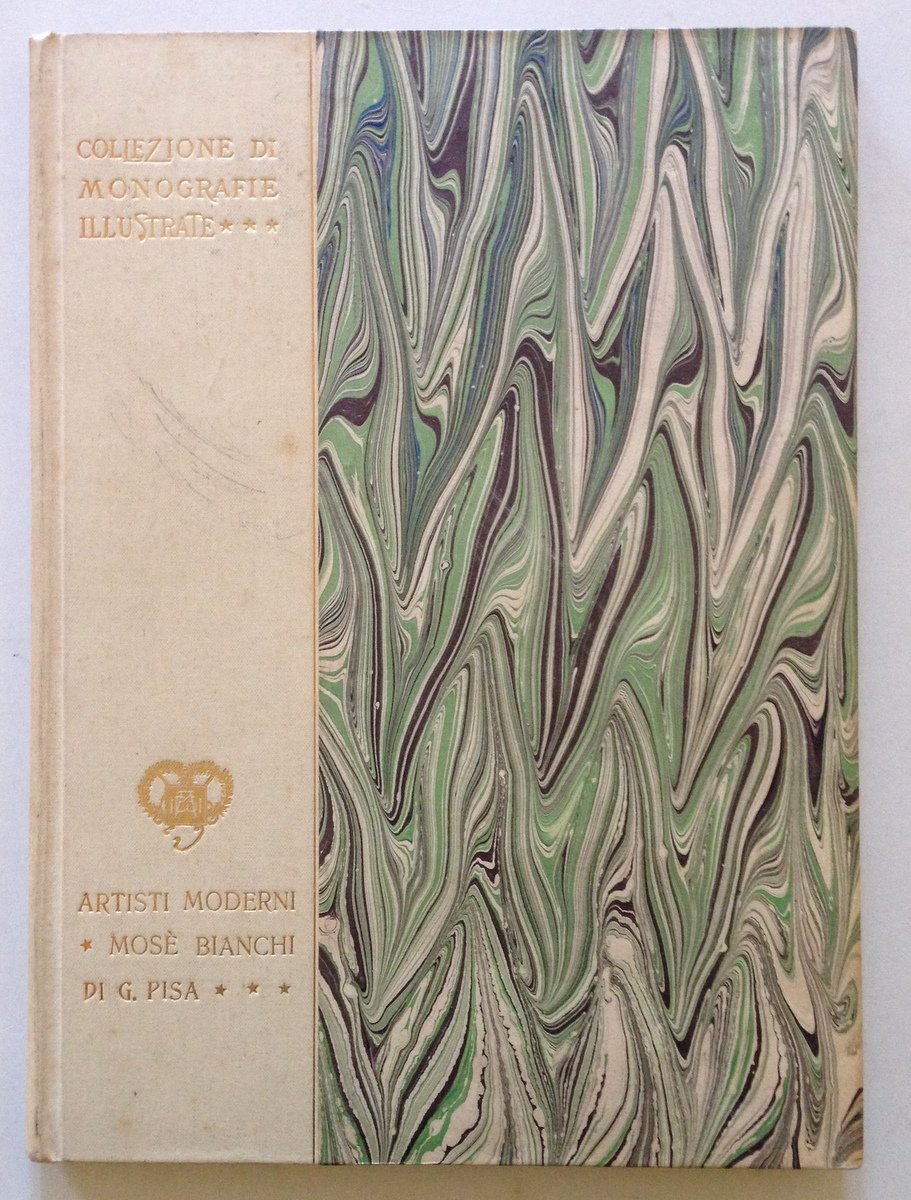 COLLEZIONE DI
MONOGRAFIE
ILLUSTRATE ★ ★ ★
ARTISTI MODERNI
★ MOSÈ BIANCHI
DI G. PISA ★ ★ ★